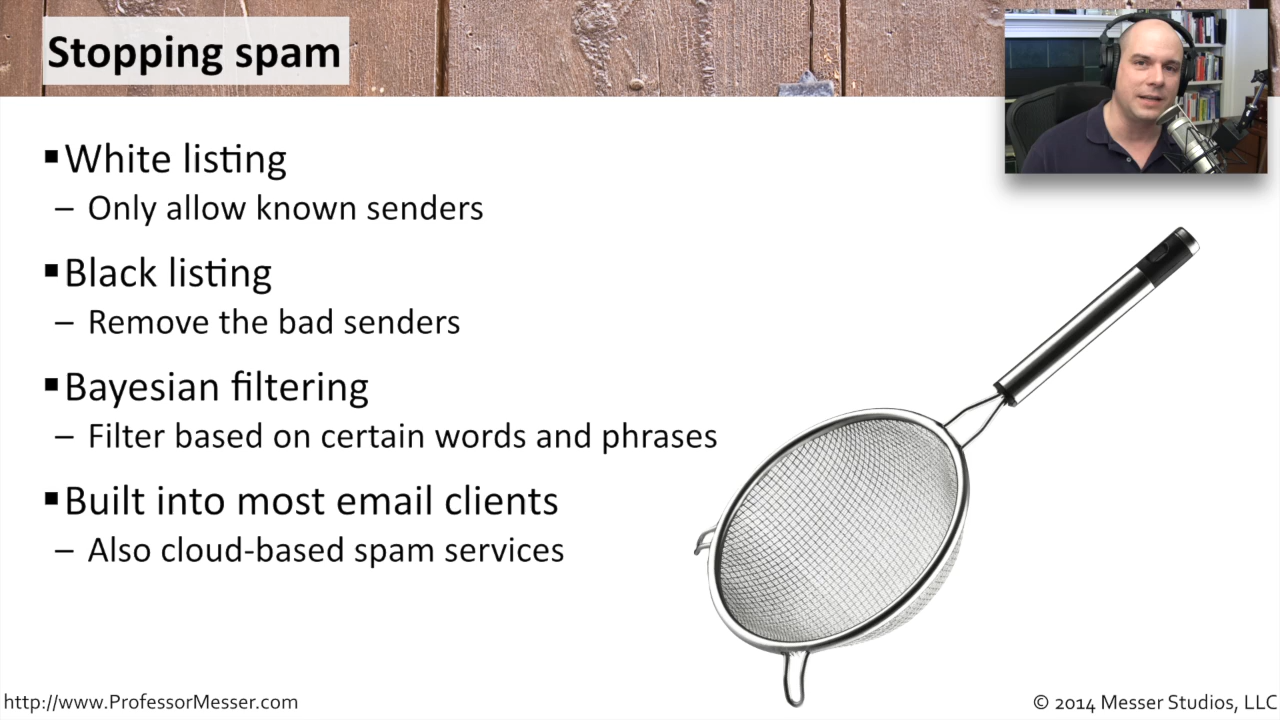 Stopping spam
▪White listing
– Only allow known senders
▪Black listing
– Remove the bad senders
▪Bayesian filtering
– Filter based on certain words and phrases
▪Built into most email clients
– Also cloud-based spam services
http://www.ProfessorMesser.com
© 2014 Messer Studios, LLC